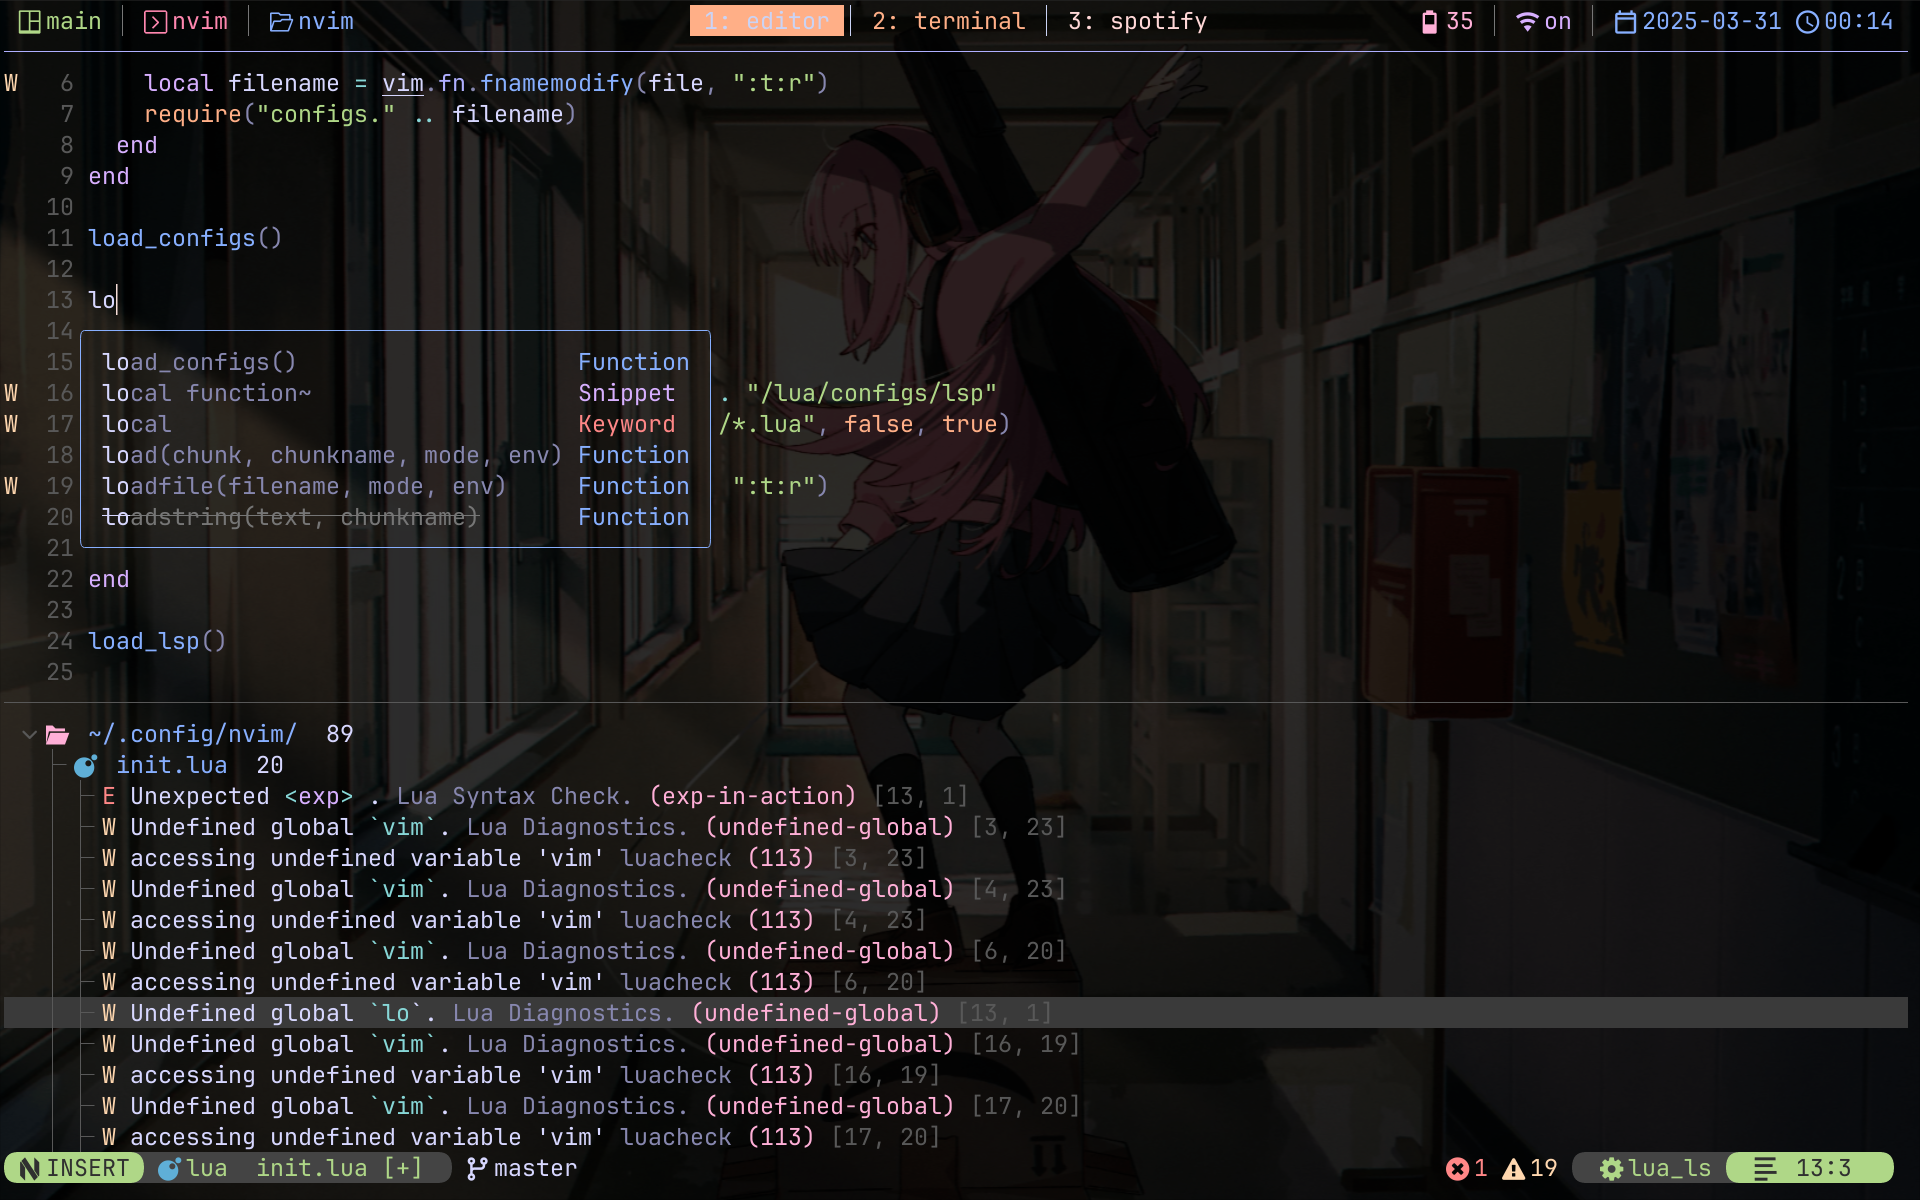 main nvim nvim 1: editor 2: terminal 3: spotify 35 on 2025-03-31 00:14
W 6 local filename = vim.fn.fnamemodify(file, ":t:r")
7 require("configs." .. filename)
8 end
9 end
10
11 load_configs()
12
13 lo
14
15 load_configs() Function
W 16 local function~ Snippet . "/lua/configs/lsp"
W 17 local Keyword /*.lua", false, true)
18 load(chunk, chunkname, mode, env) Function
W 19 loadfile(filename, mode, env) Function ":t:r")
20 loadstring(text, chunkname) Function
21
22 end
23
24 load_lsp()
25
~/.config/nvim/ 89
init.lua 20
E Unexpected <exp> . Lua Syntax Check. (exp-in-action) [13, 1]
W Undefined global `vim`. Lua Diagnostics. (undefined-global) [3, 23]
W accessing undefined variable 'vim' luacheck (113) [3, 23]
W Undefined global `vim`. Lua Diagnostics. (undefined-global) [4, 23]
W accessing undefined variable 'vim' luacheck (113) [4, 23]
W Undefined global `vim`. Lua Diagnostics. (undefined-global) [6, 20]
W accessing undefined variable 'vim' luacheck (113) [6, 20]
W Undefined global `lo`. Lua Diagnostics. (undefined-global) [13, 1]
W Undefined global `vim`. Lua Diagnostics. (undefined-global) [16, 19]
W accessing undefined variable 'vim' luacheck (113) [16, 19]
W Undefined global `vim`. Lua Diagnostics. (undefined-global) [17, 20]
W accessing undefined variable 'vim' luacheck (113) [17, 20]
INSERT lua init.lua [+] master 1 19 lua_ls 13:3